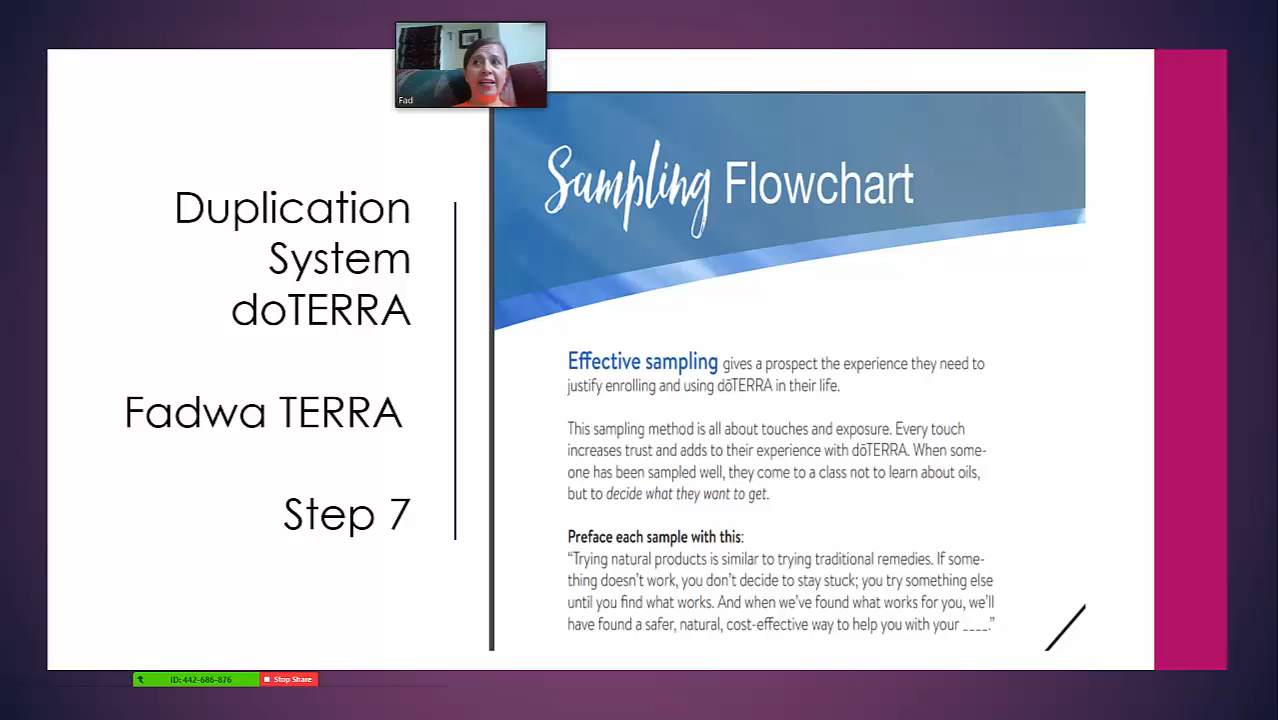 Fad
Duplication
System
doTERRA
Fadwa TERRA
Step 7
Sampling Flowchart
Effective sampling gives a prospect the experience they need to
justify enrolling and using dōTERRA in their life.
This sampling method is all about touches and exposure. Every touch
increases trust and adds to their experience with dōTERRA. When some-
one has been sampled well, they come to a class not to learn about oils,
but to decide what they want to get.
Preface each sample with this:
“Trying natural products is similar to trying traditional remedies. If some-
thing doesn’t work, you don’t decide to stay stuck; you try something else
until you find what works. And when we’ve found what works for you, we’ll
have found a safer, natural, cost-effective way to help you with your ____.”
ID: 442-686-876 Stop Share